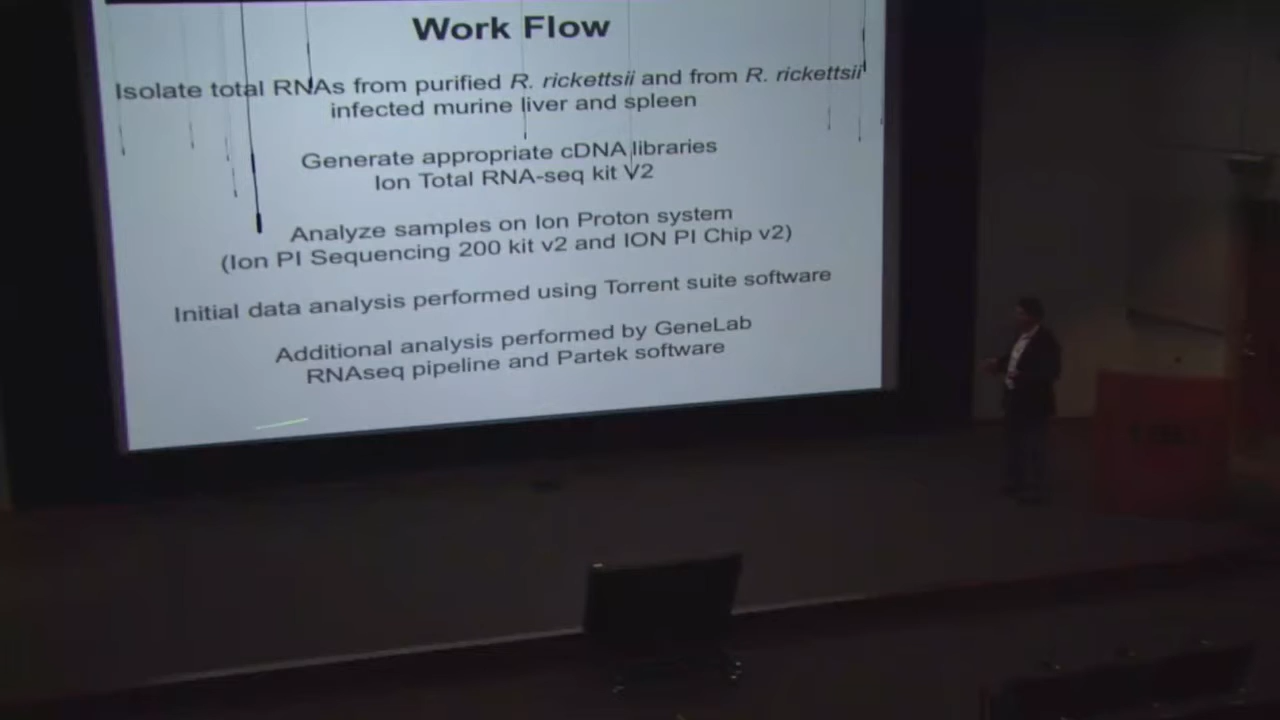 Work Flow
Isolate total RNAs from purified R. rickettsii and from R. rickettsii
infected murine liver and spleen
Generate appropriate cDNA libraries
Ion Total RNA-seq kit V2
Analyze samples on Ion Proton system
(Ion PI Sequencing 200 kit v2 and ION PI Chip v2)
Initial data analysis performed using Torrent suite software
Additional analysis performed by GeneLab
RNAseq pipeline and Partek software